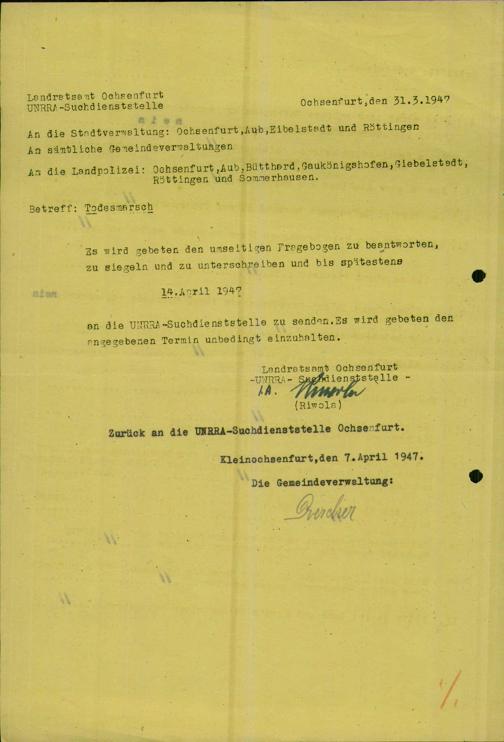 Landratsamt Ochsenfurt
UNRRA-Suchdienststelle
Ochsenfurt,den 31.3.1947
An die Stadtverwaltung: Ochsenfurt,Aub,Eibelstadt und Röttingen
An sämtliche Gemeindeverwaltungen
An die Landpolizei: Ochsenfurt,Aub,Bütthard,Gaukönigshofen,Giebelstadt,
Röttingen und Sommerhausen.
Betreff: Todesmarsch
Es wird gebeten den umseitigen Fragebogen zu beantworten,
zu siegeln und zu unterschreiben und bis spätestens
14.April 1947
an die UNRRA-Suchdienststelle zu senden.Es wird gebeten den
angegebenen Termin unbedingt einzuhalten.
Landratsamt Ochsenfurt
-UNRRA- Suchdienststelle -
I.A.
(Riwola)
Zurück an die UNRRA-Suchdienststelle Ochsenfurt.
Kleinochsenfurt,den 7.April 1947.
Die Gemeindeverwaltung: